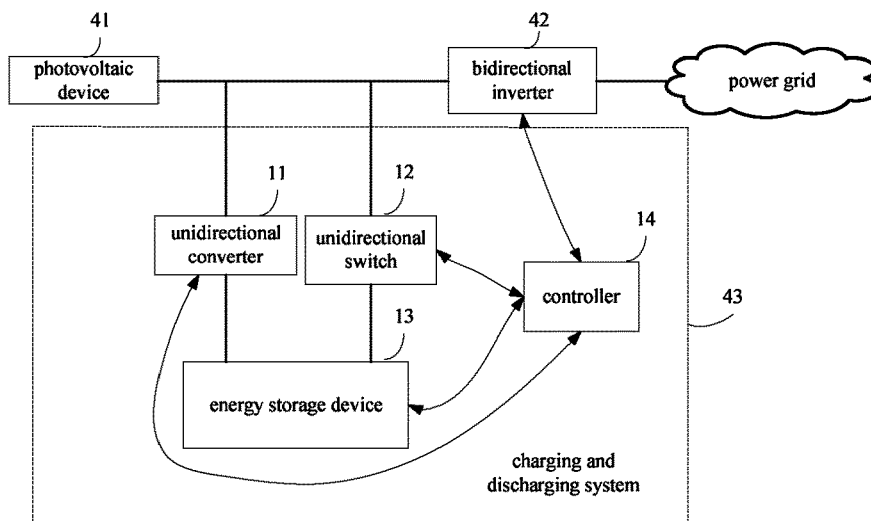 41
photovoltaic
device
42
bidirectional
inverter
power grid
11
unidirectional
converter
12
unidirectional
switch
14
controller
43
13
energy storage device
charging and
discharging system